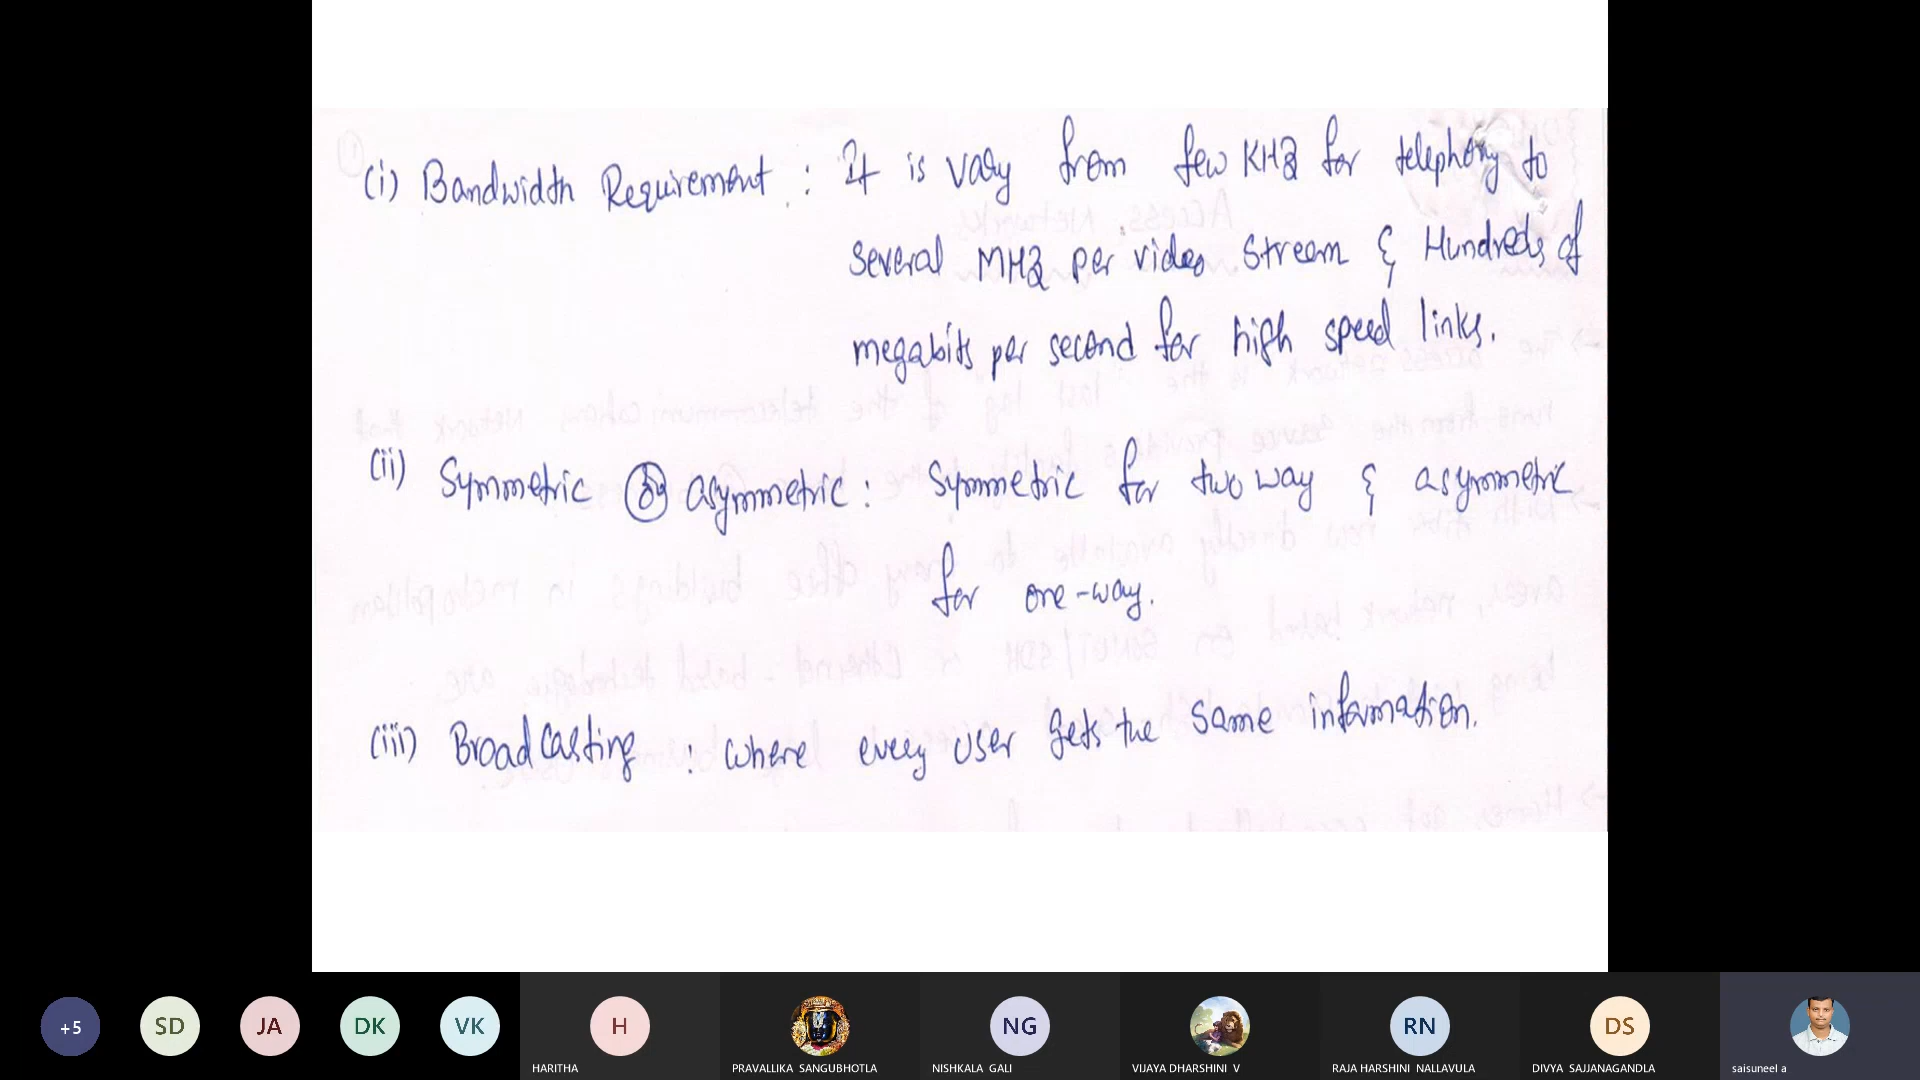 (i) Bandwidth Requirement : It is vary from few KHz for telephony to
several MHz per video stream & Hundreds of
megabits per second for high speed links.
(ii) Symmetric or asymmetric : Symmetric for two way & asymmetric
for one-way.
(iii) Broadcasting : where every user gets the same information.
+5
SD
JA
DK
VK
H
HARITHA
PRAVALLIKA SANGUBHOTLA
NG
NISHKALA GALI
VIJAYA DHARSHINI V
RN
RAJA HARSHINI NALLAVULA
DS
DIVYA SAJJANAGANDLA
saisuneel a